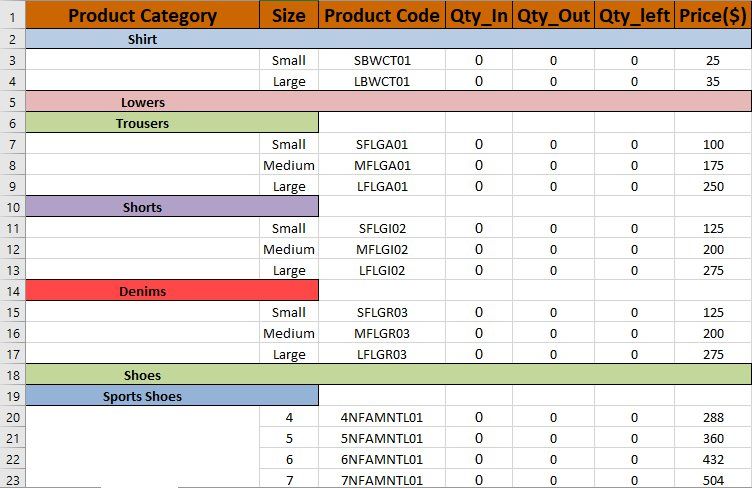 1 Product Category Size Product Code Qty_In Qty_Out Qty_left Price($)
2 Shirt
3 Small SBWCT01 0 0 0 25
4 Large LBWCT01 0 0 0 35
5 Lowers
6 Trousers
7 Small SFLGA01 0 0 0 100
8 Medium MFLGA01 0 0 0 175
9 Large LFLGA01 0 0 0 250
10 Shorts
11 Small SFLGI02 0 0 0 125
12 Medium MFLGI02 0 0 0 200
13 Large LFLGI02 0 0 0 275
14 Denims
15 Small SFLGR03 0 0 0 125
16 Medium MFLGR03 0 0 0 200
17 Large LFLGR03 0 0 0 275
18 Shoes
19 Sports Shoes
20 4 4NFAMNTL01 0 0 0 288
21 5 5NFAMNTL01 0 0 0 360
22 6 6NFAMNTL01 0 0 0 432
23 7 7NFAMNTL01 0 0 0 504